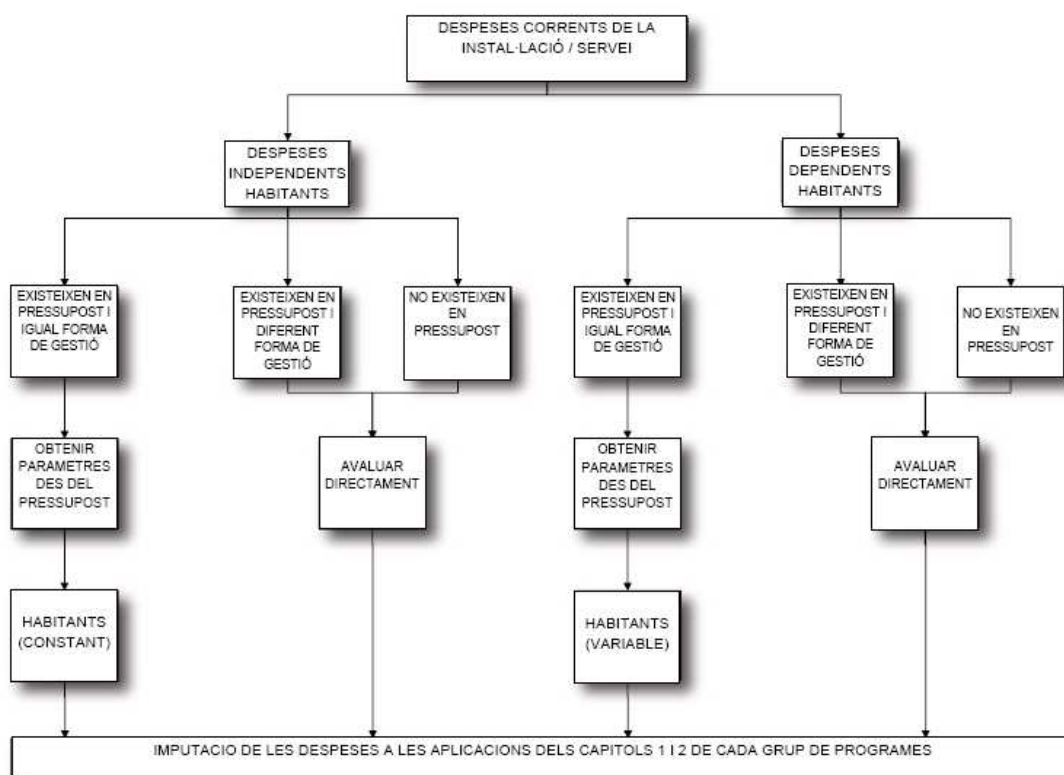 DESPESES CORRENTS DE LA
INSTAL·LACIÓ / SERVEI
DESPESES
INDEPENDENTS
HABITANTS
DESPESES
DEPENDENTS
HABITANTS
EXISTEIXEN EN
PRESSUPOST I
IGUAL FORMA
DE GESTIÓ
EXISTEIXEN EN
PRESSUPOST I
DIFERENT
FORMA DE
GESTIÓ
NO EXISTEIXEN
EN
PRESSUPOST
EXISTEIXEN EN
PRESSUPOST I
IGUAL FORMA
DE GESTIÓ
EXISTEIXEN EN
PRESSUPOST I
DIFERENT
FORMA DE
GESTIÓ
NO EXISTEIXEN
EN
PRESSUPOST
OBTENIR
PARAMETRES
DES DEL
PRESSUPOST
AVALUAR
DIRECTAMENT
OBTENIR
PARAMETRES
DES DEL
PRESSUPOST
AVALUAR
DIRECTAMENT
HABITANTS
(CONSTANT)
HABITANTS
(VARIABLE)
IMPUTACIO DE LES DESPESES A LES APLICACIONS DELS CAPITOLS 1 I 2 DE CADA GRUP DE PROGRAMES